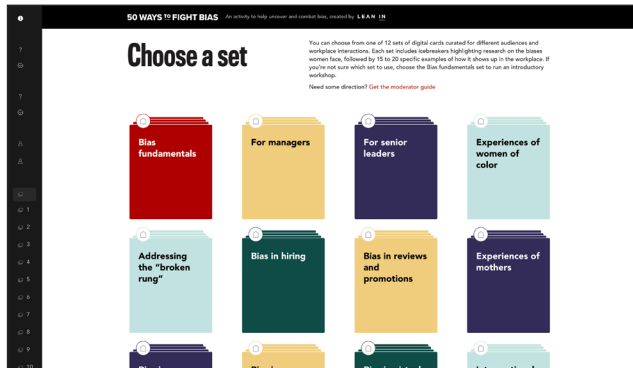 50 WAYS TO FIGHT BIAS An activity to help uncover and combat bias, created by LEAN IN
Choose a set
You can choose from one of 12 sets of digital cards curated for different audiences and
workplace interactions. Each set includes icebreakers highlighting research on the biases
women face, followed by 15 to 20 specific examples of how it shows up in the workplace. If
you're not sure which set to use, choose the Bias fundamentals set to run an introductory
workshop.
Need some direction? Get the moderator guide
Bias
fundamentals
For managers
For senior
leaders
Experiences of
women of
color
Addressing
the “broken
rung”
Bias in hiring
Bias in reviews
and
promotions
Experiences of
mothers
?
?
1
2
3
4
5
6
7
8
9
10